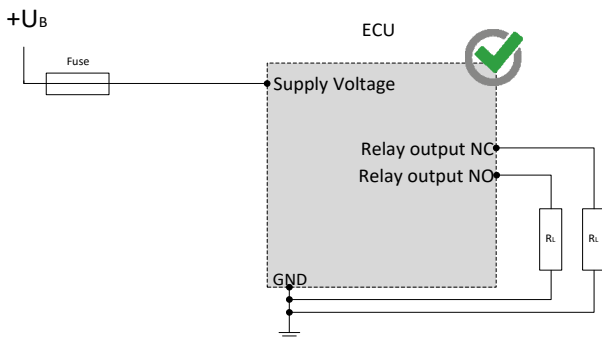 +UB
ECU
Fuse
Supply Voltage
Relay output NC
Relay output NO
RL
RL
GND